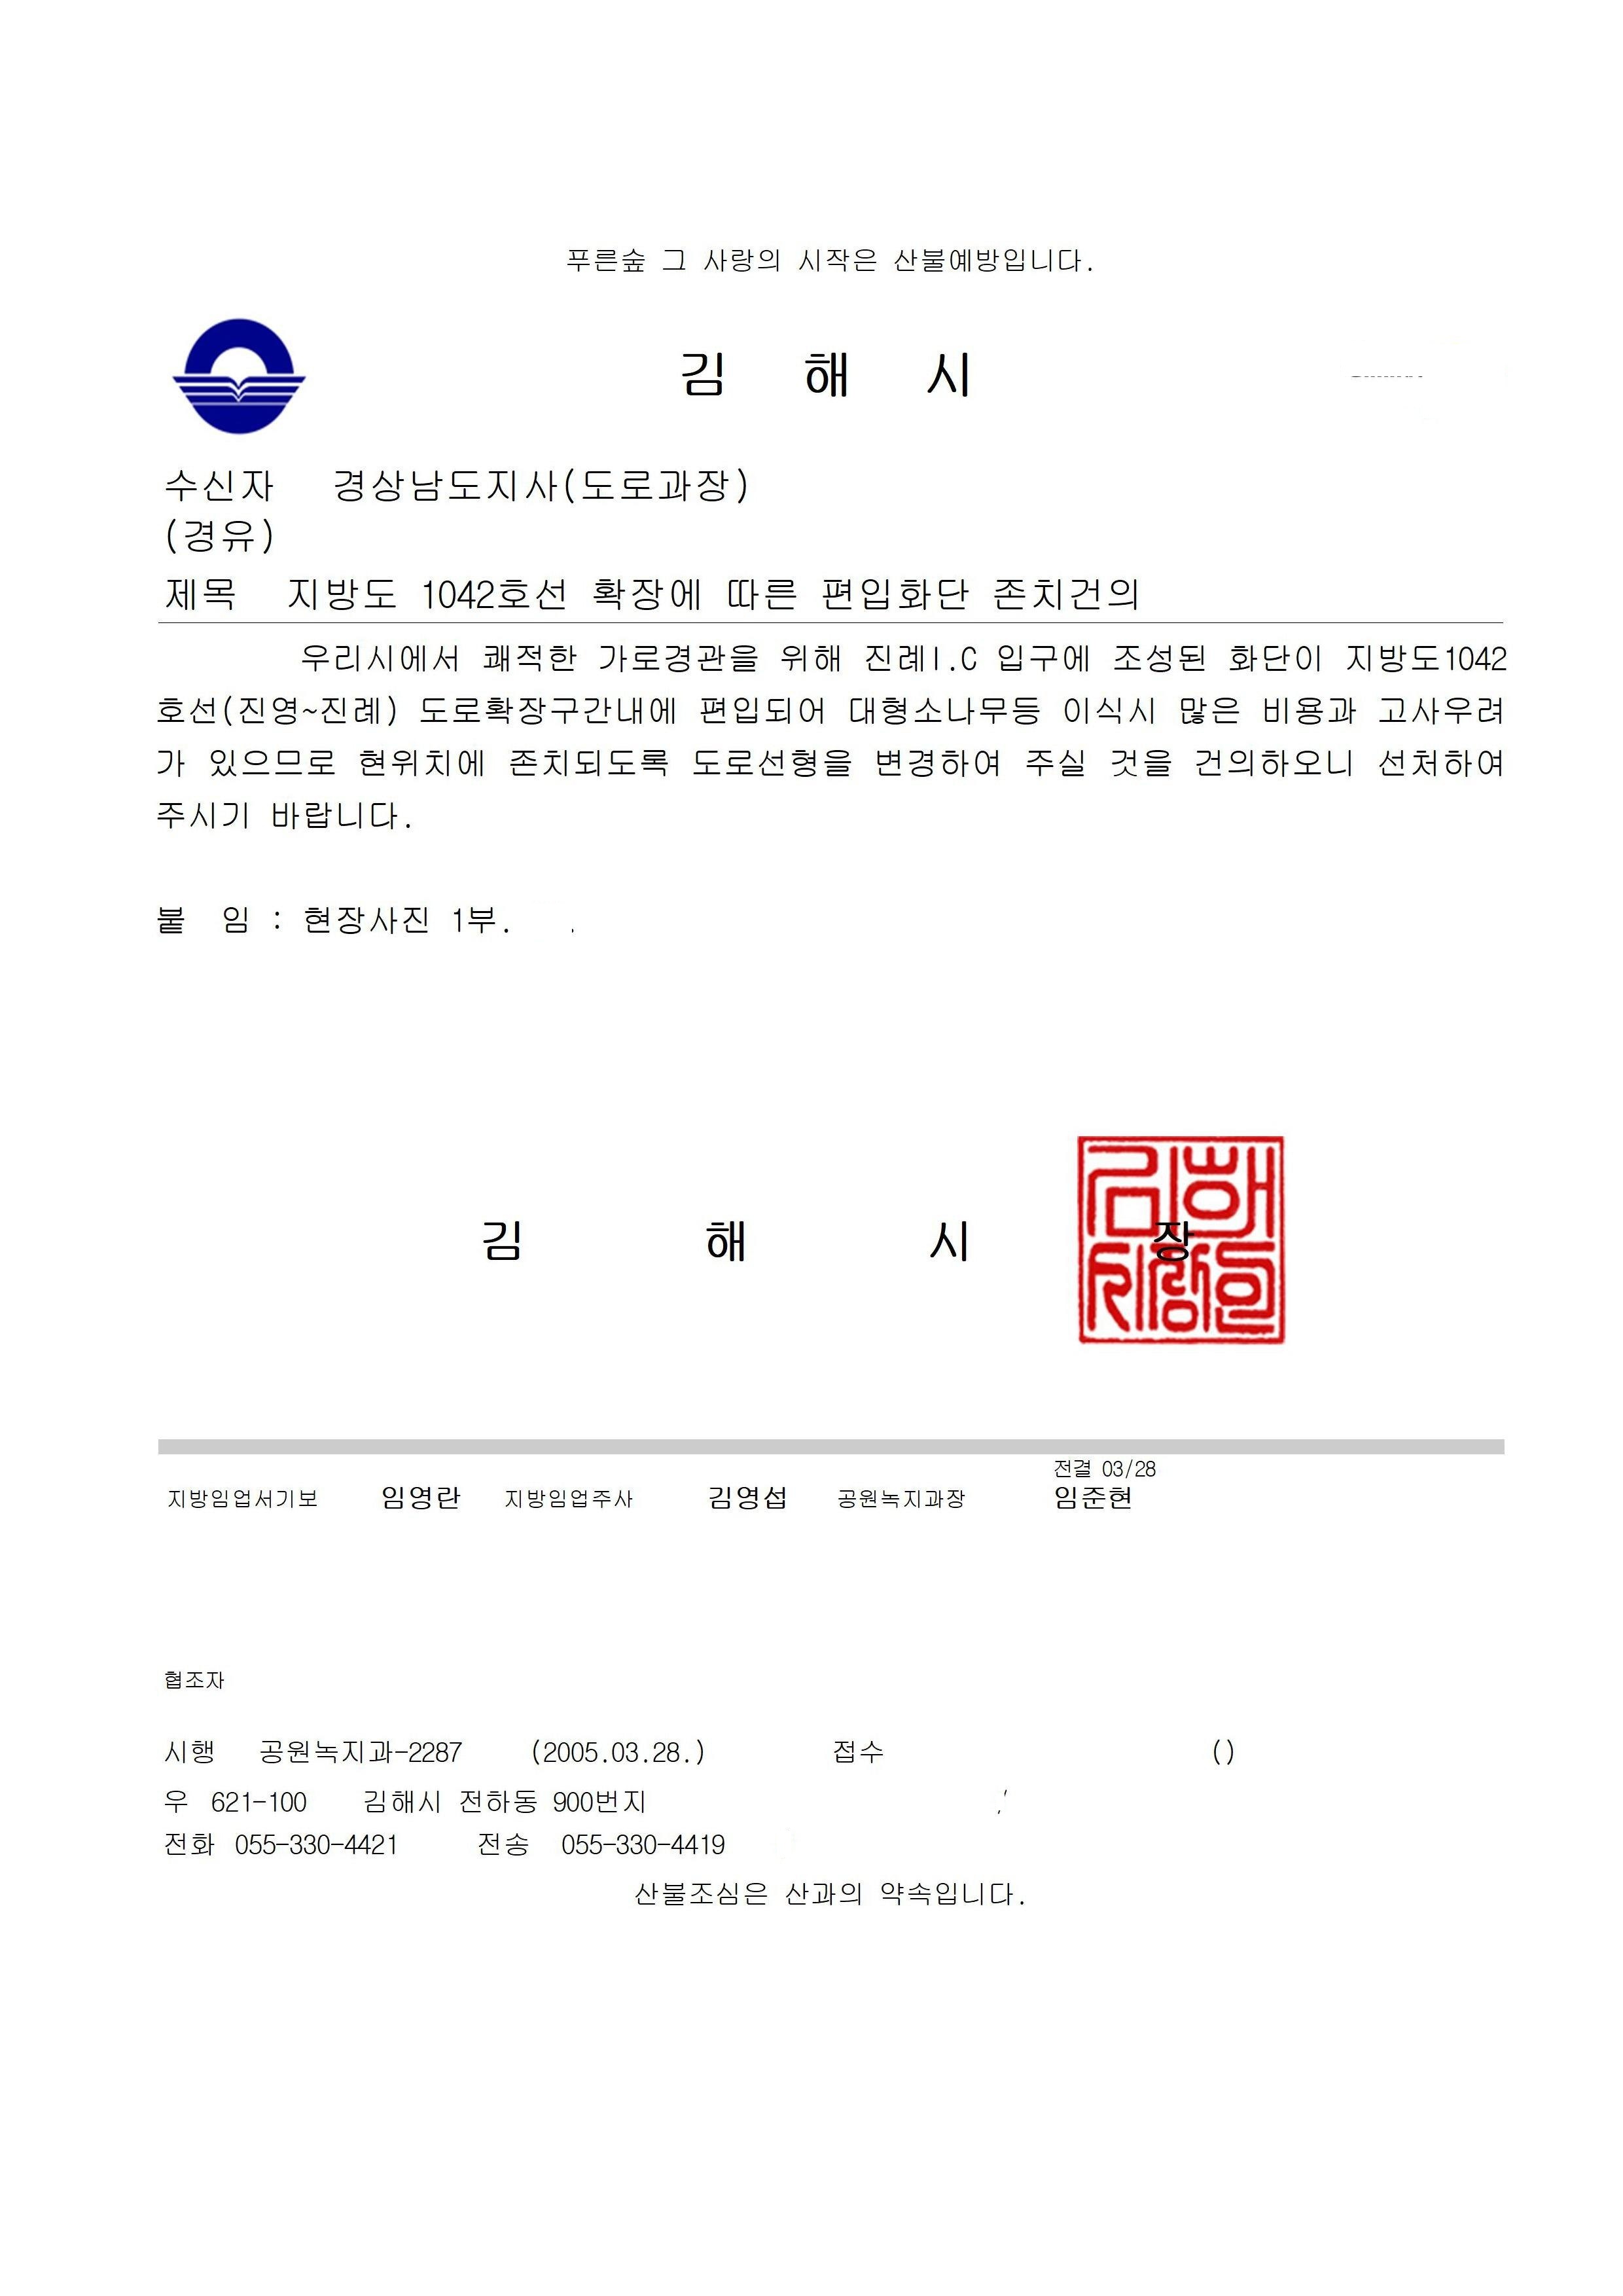 푸른숲 그 사랑의 시작은 산불예방입니다.
김 해 시
수신자 경상남도지사(도로과장)
(경유)
제목 지방도 1042호선 확장에 따른 편입화단 존치건의
우리시에서 쾌적한 가로경관을 위해 진례I.C 입구에 조성된 화단이 지방도1042
호선(진영~진례) 도로확장구간내에 편입되어 대형소나무등 이식시 많은 비용과 고사우려
가 있으므로 현위치에 존치되도록 도로선형을 변경하여 주실 것을 건의하오니 선처하여
주시기 바랍니다.
붙 임 : 현장사진 1부.
김 해 시 장
전결 03/28
지방임업서기보 임영란 지방임업주사 김영섭 공원녹지과장 임준현
협조자
시행 공원녹지과-2287 (2005.03.28.) 접수 ()
우 621-100 김해시 전하동 900번지 /
전화 055-330-4421 전송 055-330-4419
산불조심은 산과의 약속입니다.